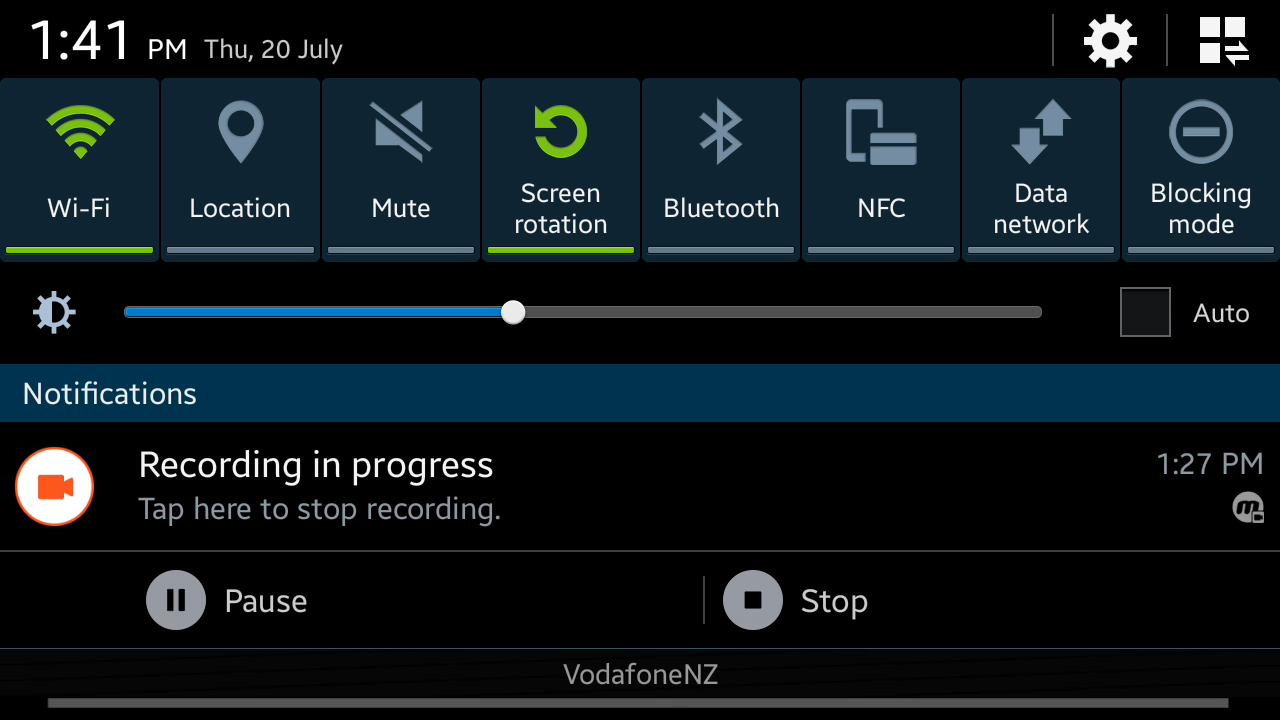 1:41 PM Thu, 20 July
Wi-Fi
Location
Mute
Screen
rotation
Bluetooth
NFC
Data
network
Blocking
mode
Auto
Notifications
Recording in progress
1:27 PM
Tap here to stop recording.
m
Pause
Stop
VodafoneNZ